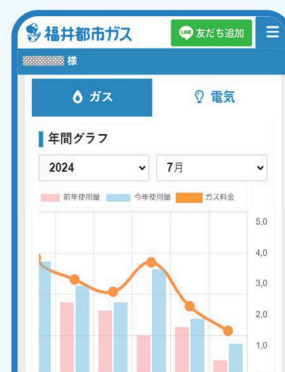 福井都市ガス
LINE 友だち追加
様
ガス
電気
年間グラフ
2024
7月
前年使用量 今年使用量 ガス料金
5,0
4,0
3,0
2,0
1,0